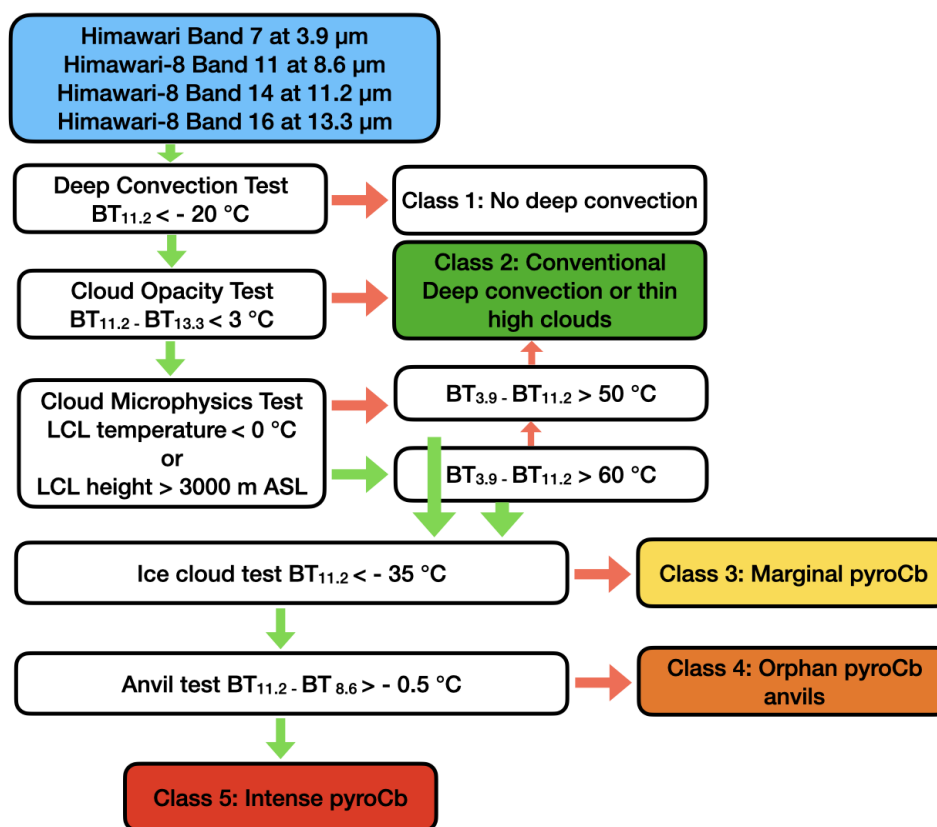 Himawari Band 7 at 3.9 µm
Himawari-8 Band 11 at 8.6 µm
Himawari-8 Band 14 at 11.2 µm
Himawari-8 Band 16 at 13.3 µm
Deep Convection Test
BT11.2 < - 20 °C
Class 1: No deep convection
Cloud Opacity Test
BT11.2 - BT13.3 < 3 °C
Class 2: Conventional
Deep convection or thin
high clouds
Cloud Microphysics Test
LCL temperature < 0 °C
or
LCL height > 3000 m ASL
BT3.9 - BT11.2 > 50 °C
BT3.9 - BT11.2 > 60 °C
Ice cloud test BT11.2 < - 35 °C
Class 3: Marginal pyroCb
Anvil test BT11.2 - BT 8.6 > - 0.5 °C
Class 4: Orphan pyroCb
anvils
Class 5: Intense pyroCb